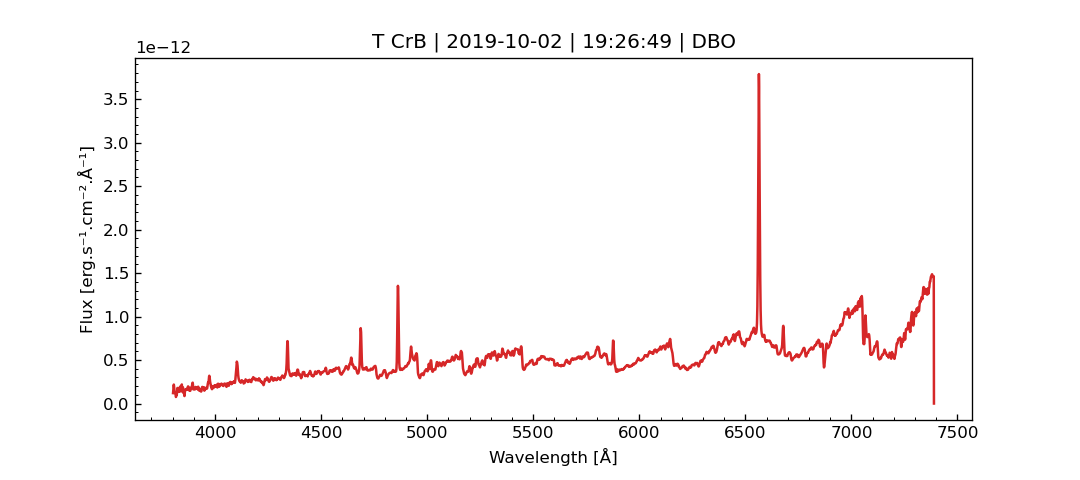 T CrB | 2019-10-02 | 19:26:49 | DBO
1e−12
3.5
3.0
2.5
2.0
1.5
1.0
0.5
0.0
Flux [erg.s⁻¹.cm⁻².Å⁻¹]
4000 4500 5000 5500 6000 6500 7000 7500
Wavelength [Å]